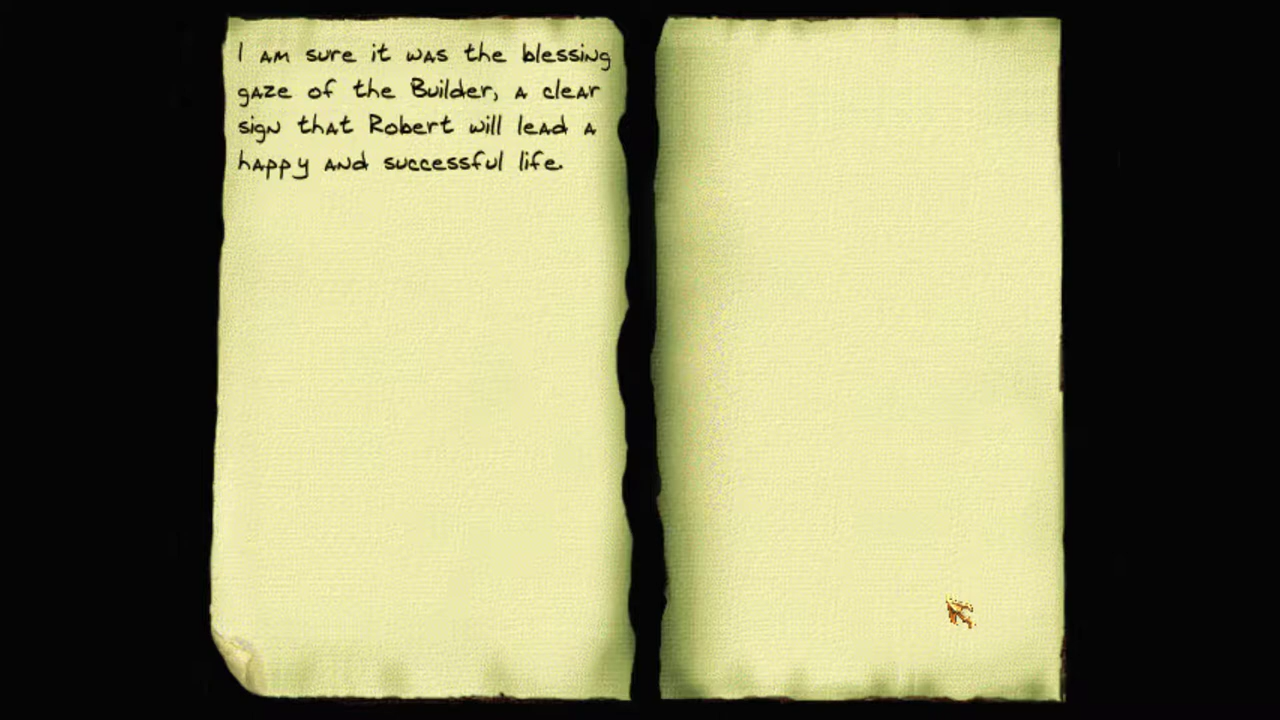 I am sure it was the blessing
gaze of the Builder, a clear
sign that Robert will lead a
happy and successful life.